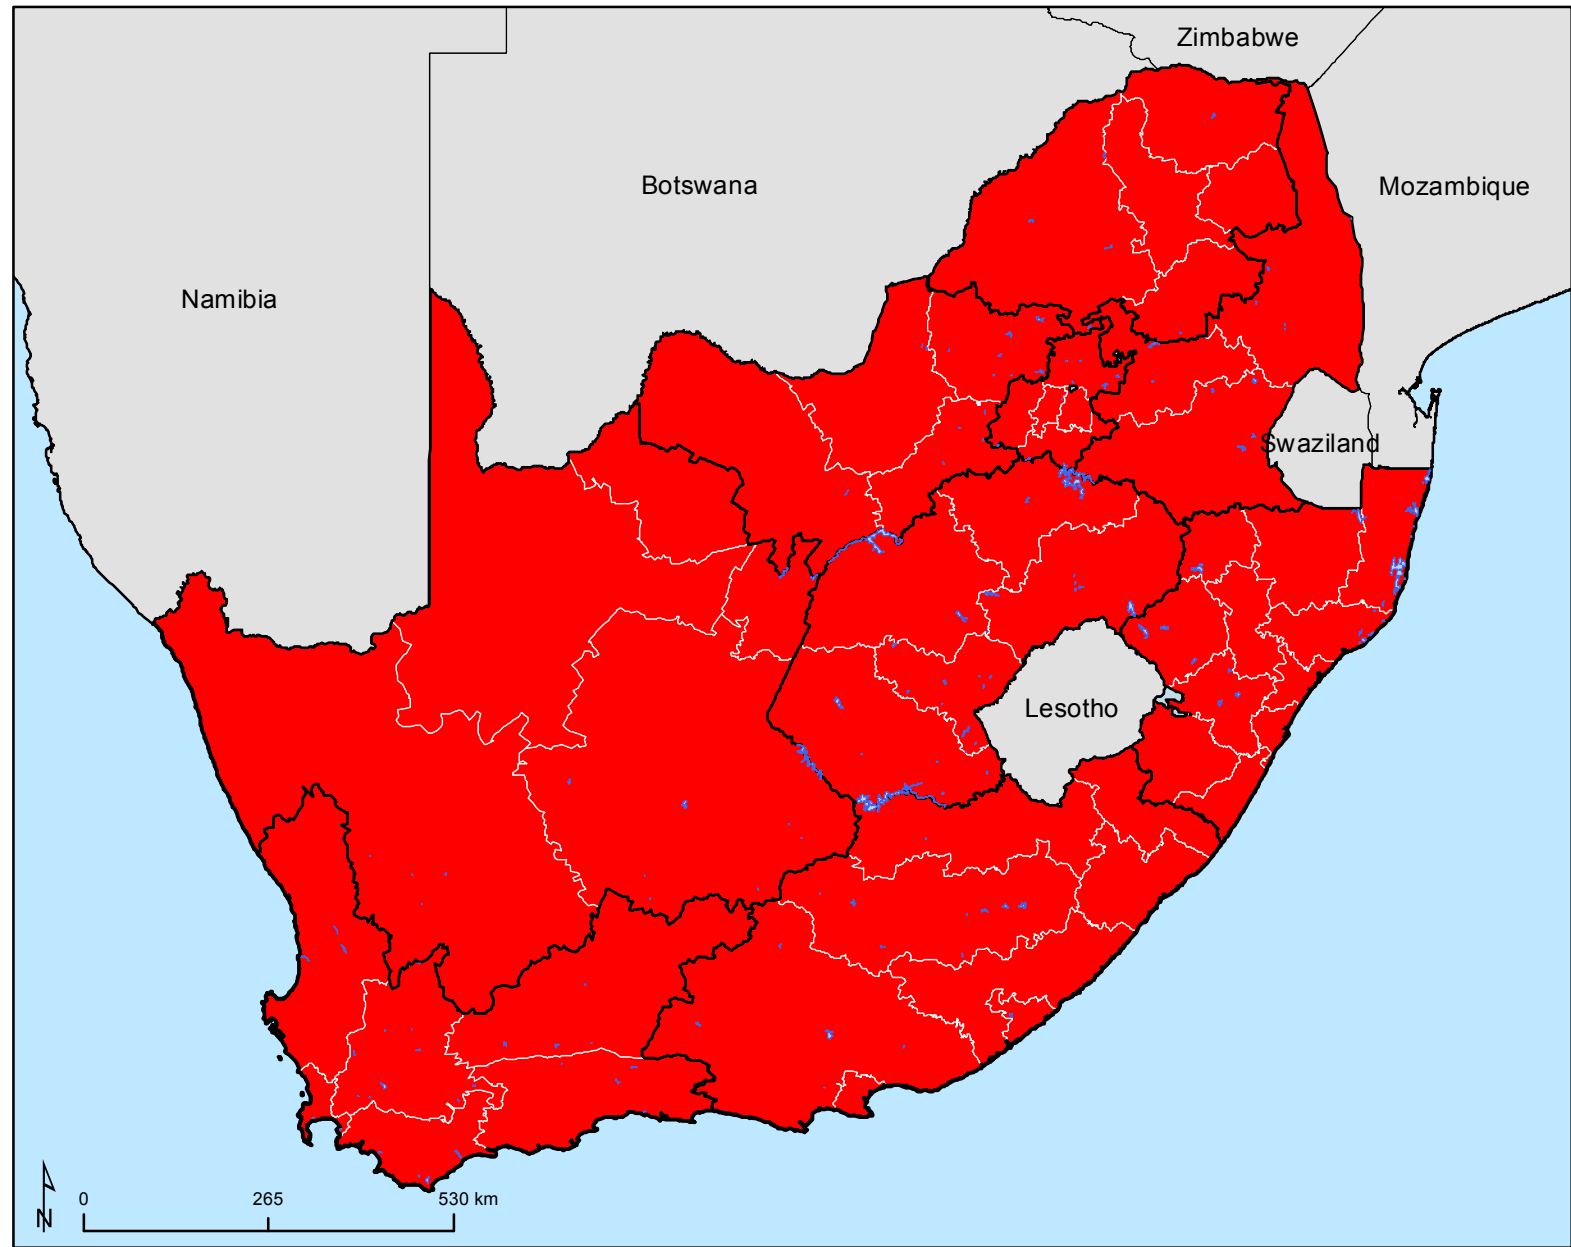 Zimbabwe
Botswana
Mozambique
Namibia
Swaziland
Lesotho
N
0 265 530 km